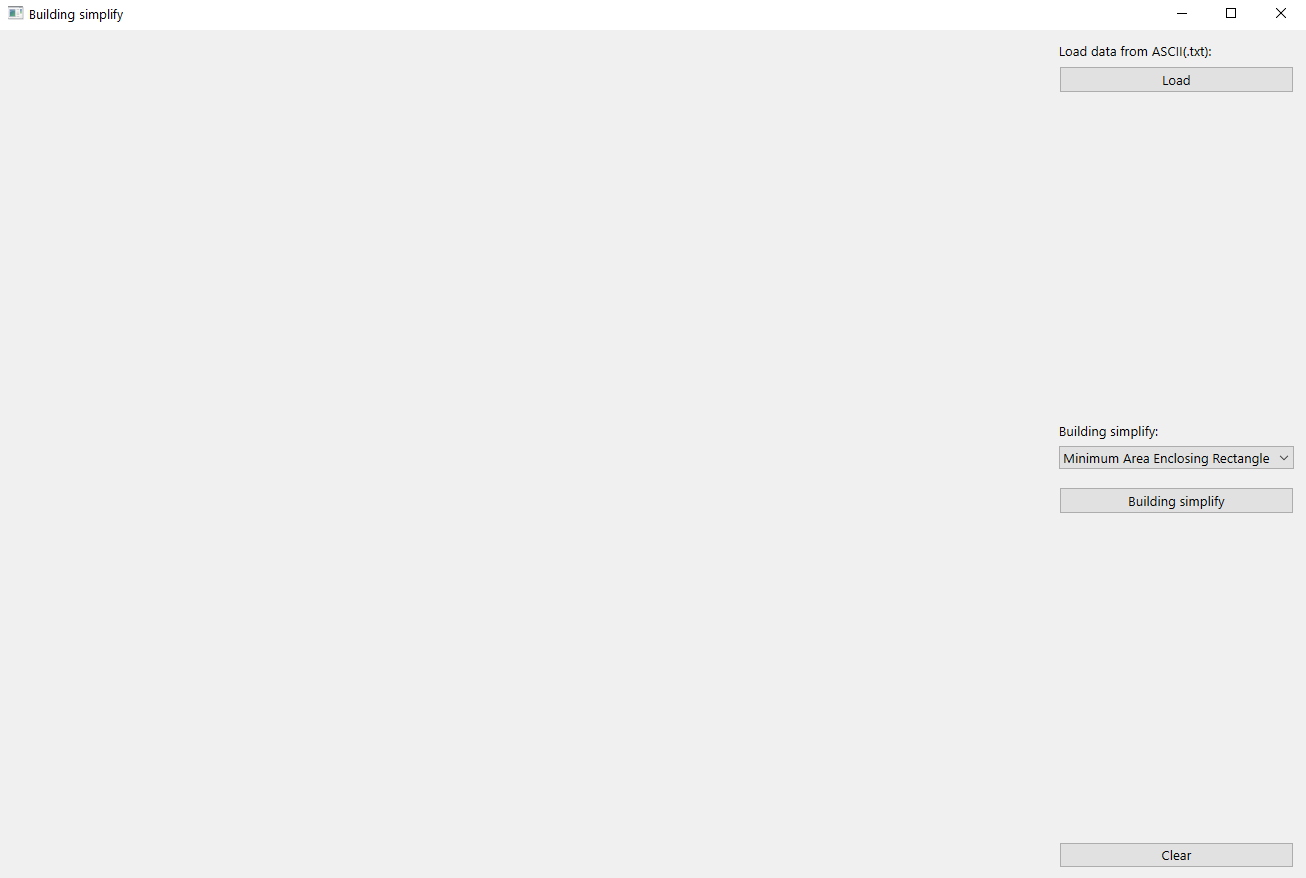 Building simplify
Load data from ASCII(.txt):
Load
Building simplify:
Minimum Area Enclosing Rectangle
Building simplify
Clear